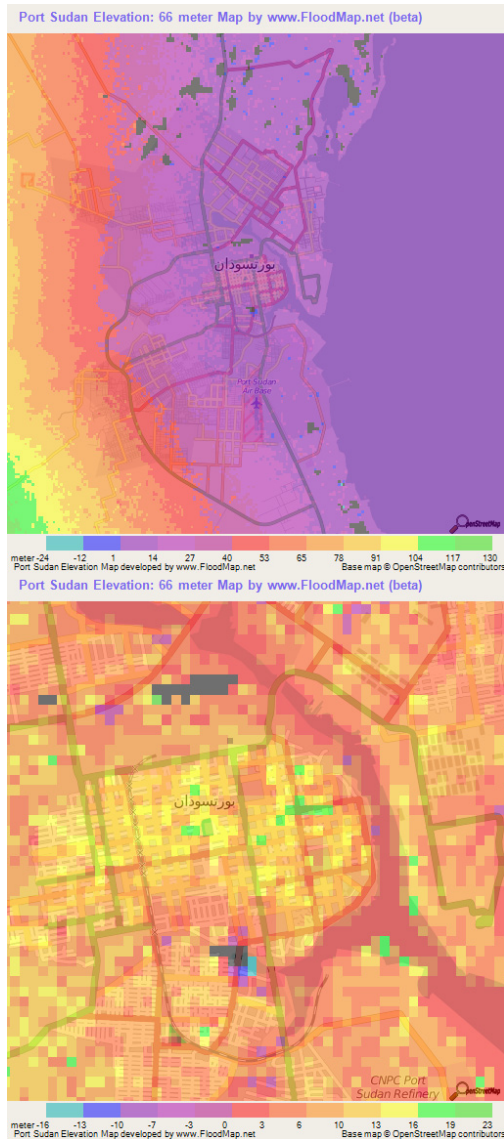 Port Sudan Elevation: 66 meter Map by www.FloodMap.net (beta)
بورتسودان
Port Sudan
Air Base
OpenStreetMap
meter -24 -12 1 14 27 40 53 65 78 91 104 117 130
Port Sudan Elevation Map developed by www.FloodMap.net Base map © OpenStreetMap contributors
Port Sudan Elevation: 66 meter Map by www.FloodMap.net (beta)
بورتسودان
CNPC Port
Sudan Refinery
OpenStreetMap
meter -16 -13 -10 -7 -3 0 3 6 10 13 16 19 23
Port Sudan Elevation Map developed by www.FloodMap.net Base map © OpenStreetMap contributors